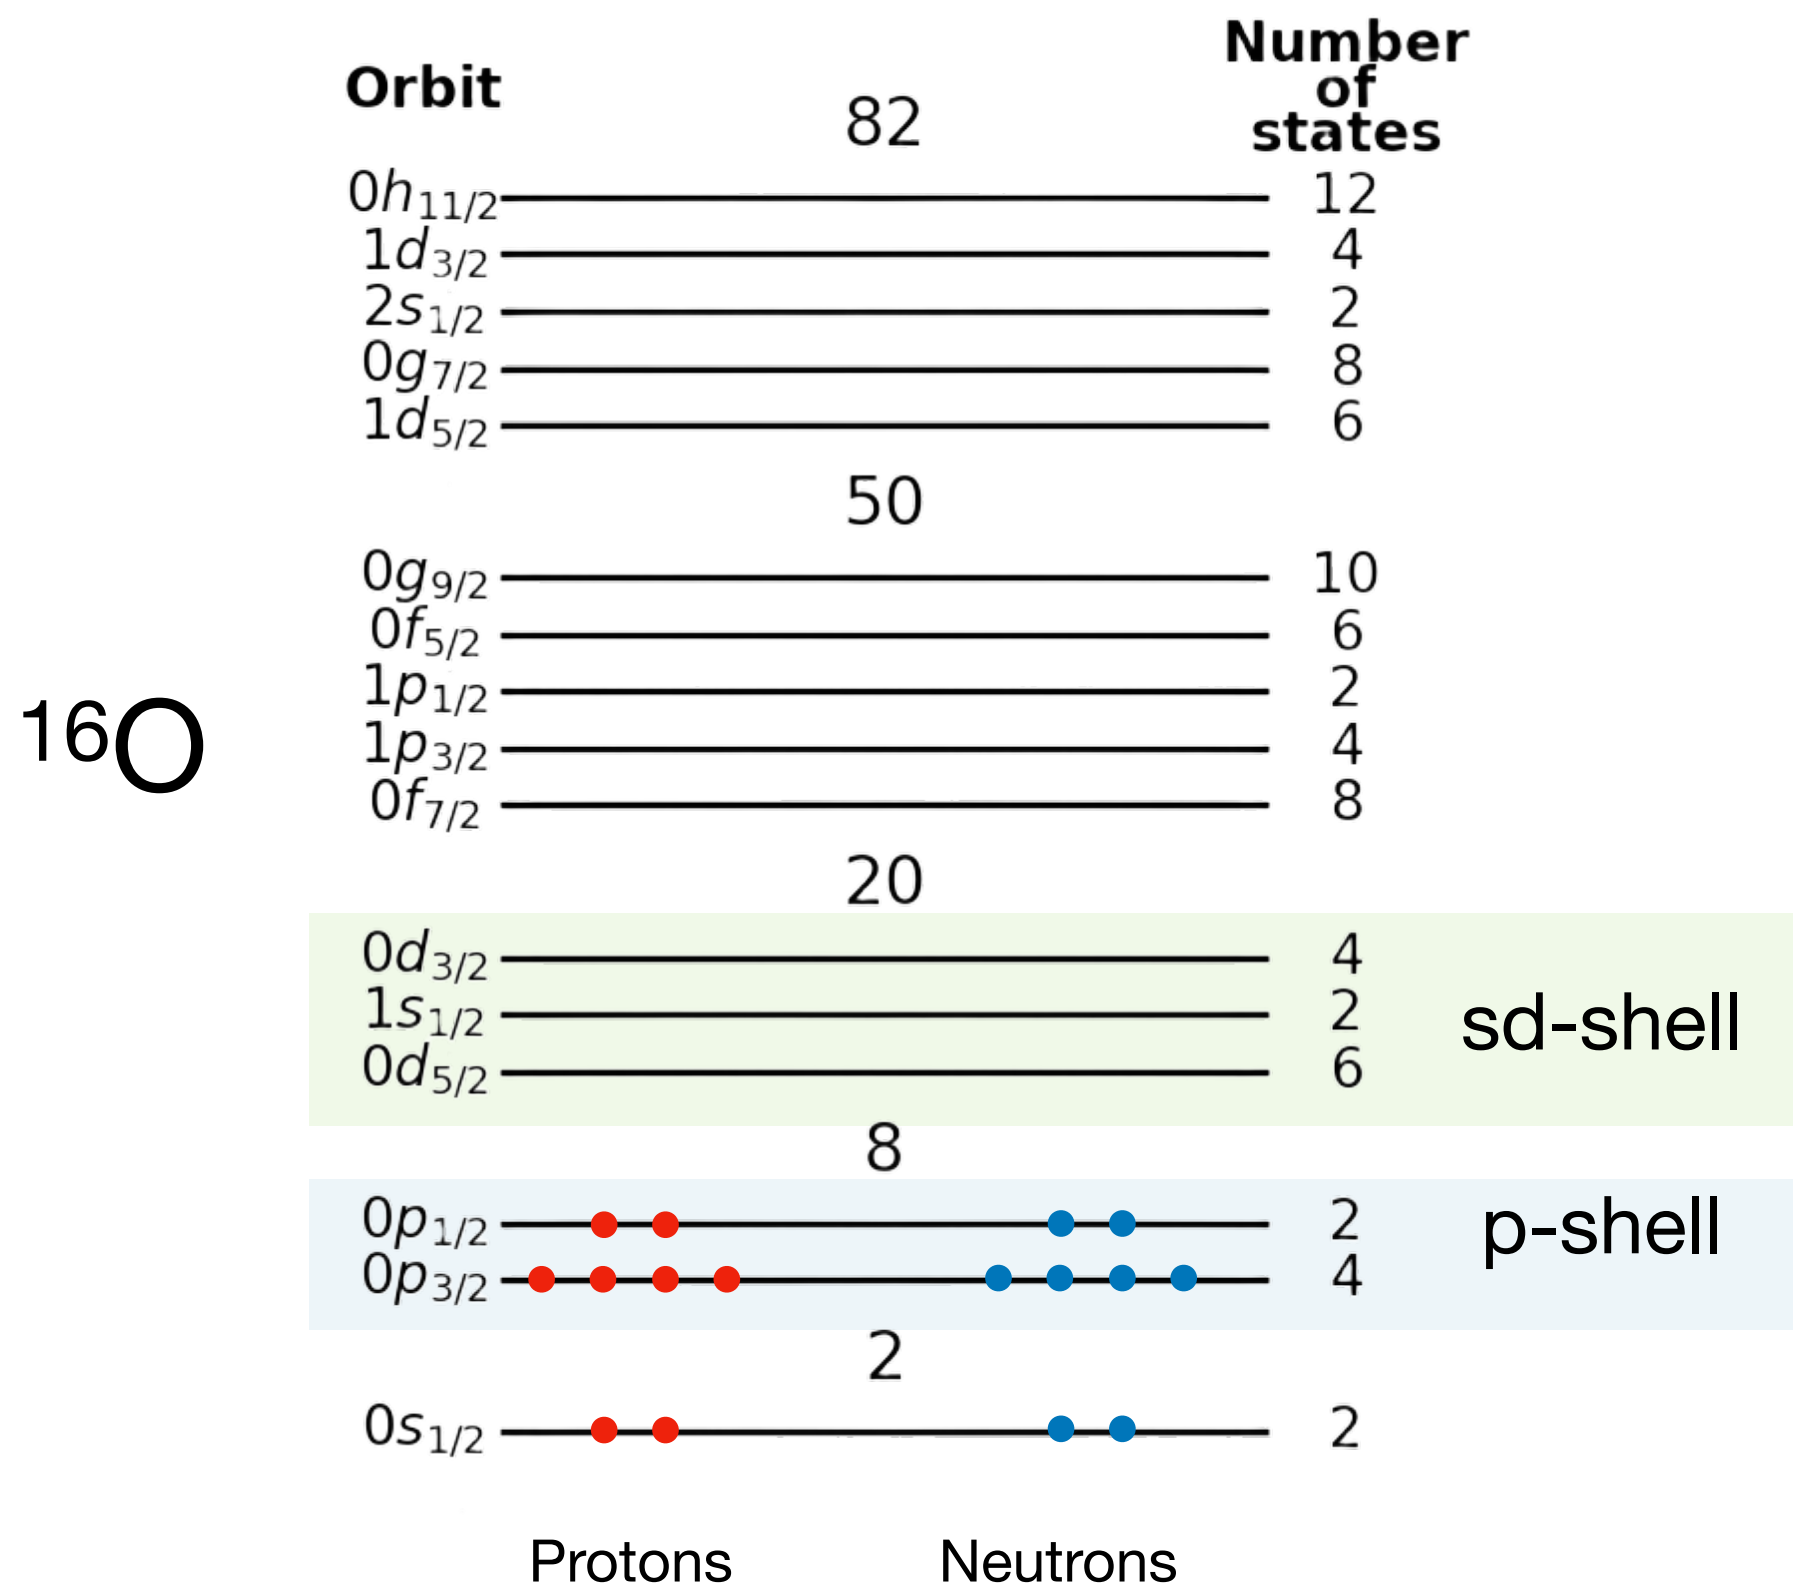 Orbit
Number
of
states
82
0h11/2 12
1d3/2 4
2s1/2 2
0g7/2 8
1d5/2 6
50
0g9/2 10
0f5/2 6
1p1/2 2
1p3/2 4
0f7/2 8
16O
20
0d3/2 4
1s1/2 2
0d5/2 6
sd-shell
8
0p1/2 2
0p3/2 4
p-shell
2
0s1/2 2
Protons Neutrons